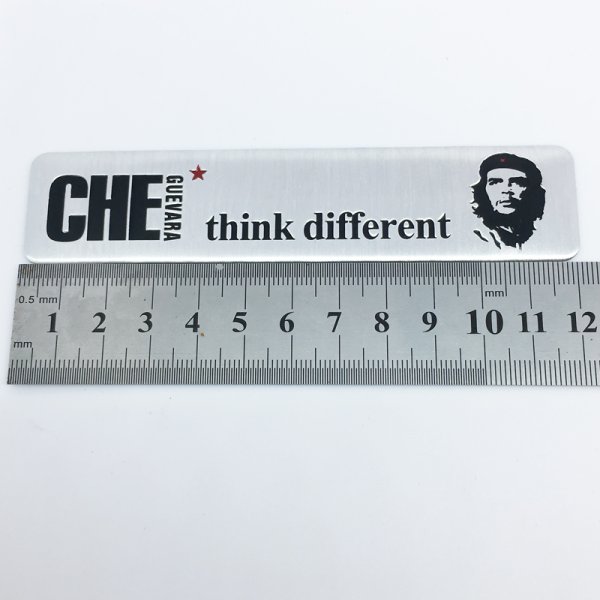 CHE
GUEVARA
think different
0.5 mm
mm
1 2 3 4 5 6 7 8 9 10 11 12
mm